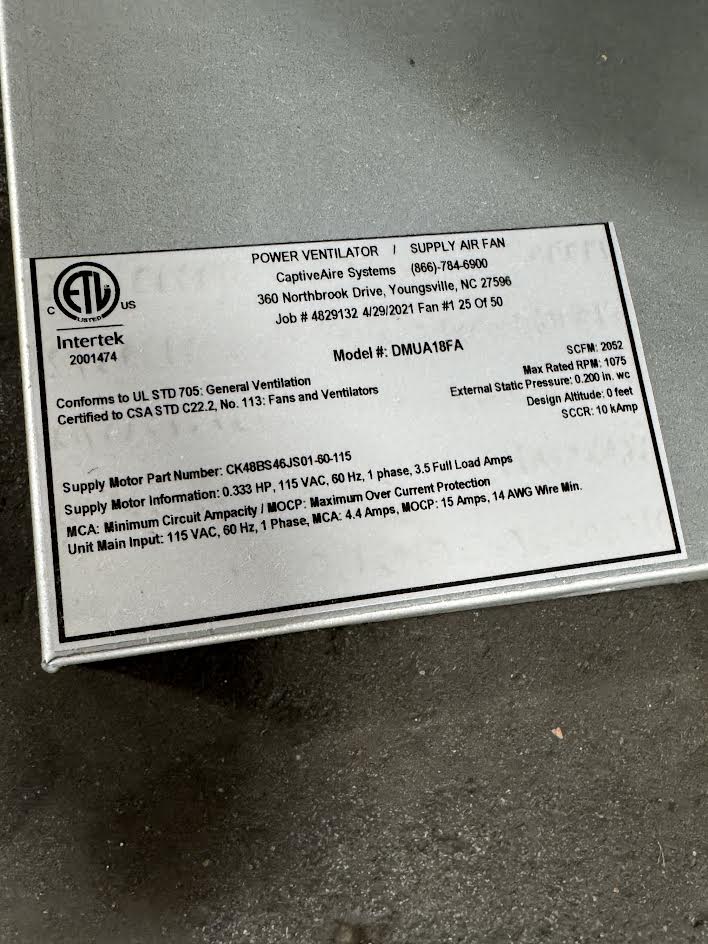 POWER VENTILATOR / SUPPLY AIR FAN
CaptiveAire Systems (866)-784-6900
360 Northbrook Drive, Youngsville, NC 27596
Job # 4829132 4/29/2021 Fan #1 25 Of 50
C ETL US
LISTED
Intertek
2001474
Model #: DMUA18FA
SCFM: 2052
Max Rated RPM: 1075
External Static Pressure: 0.200 in. wc
Design Altitude: 0 feet
SCCR: 10 kAmp
Conforms to UL STD 705: General Ventilation
Certified to CSA STD C22.2, No. 113: Fans and Ventilators
Supply Motor Part Number: CK48BS46JS01-60-115
Supply Motor Information: 0.333 HP, 115 VAC, 60 Hz, 1 phase, 3.5 Full Load Amps
MCA: Minimum Circuit Ampacity / MOCP: Maximum Over Current Protection
Unit Main Input: 115 VAC, 60 Hz, 1 Phase, MCA: 4.4 Amps, MOCP: 15 Amps, 14 AWG Wire Min.